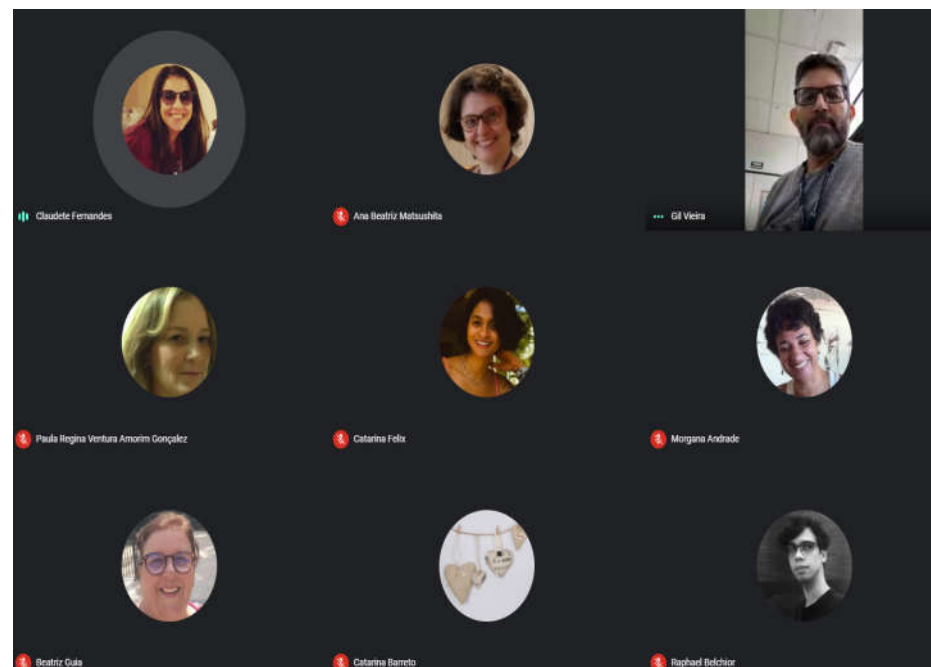 Claudete Fernandes
Ana Beatriz Matsushita
Gil Vieira
Paula Regina Ventura Amorim Gonçalez
Catarina Felix
Morgana Andrade
Beatriz Guia
Catarina Barreto
Raphael Belchior